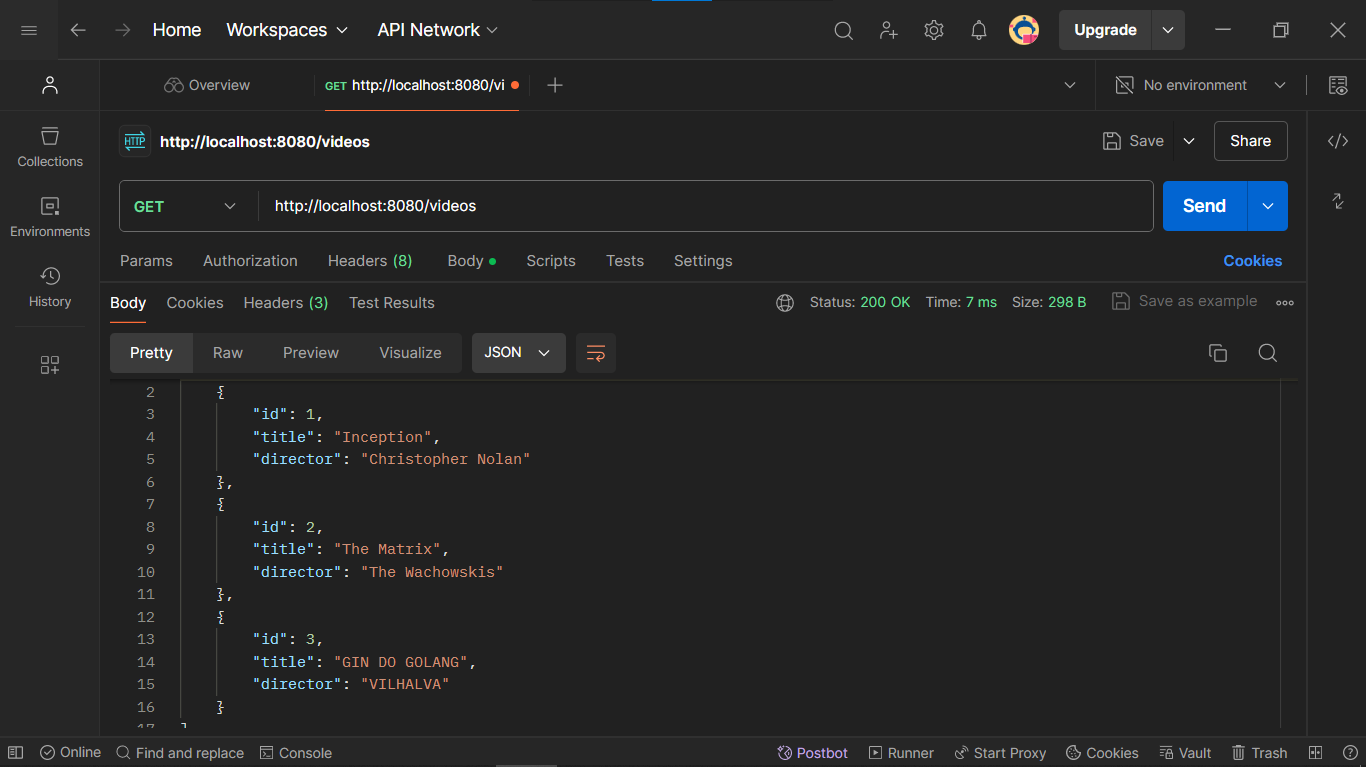 Home Workspaces API Network Upgrade
Overview GET http://localhost:8080/vi No environment
HTTP http://localhost:8080/videos Save Share
Collections
GET http://localhost:8080/videos Send
Environments
Params Authorization Headers (8) Body Scripts Tests Settings Cookies
History
Body Cookies Headers (3) Test Results Status: 200 OK Time: 7 ms Size: 298 B Save as example
Pretty Raw Preview Visualize JSON
2 {
3 "id": 1,
4 "title": "Inception",
5 "director": "Christopher Nolan"
6 },
7 {
8 "id": 2,
9 "title": "The Matrix",
10 "director": "The Wachowskis"
11 },
12 {
13 "id": 3,
14 "title": "GIN DO GOLANG",
15 "director": "VILHALVA"
16 }
17 ]
Online Find and replace Console Postbot Runner Start Proxy Cookies Vault Trash